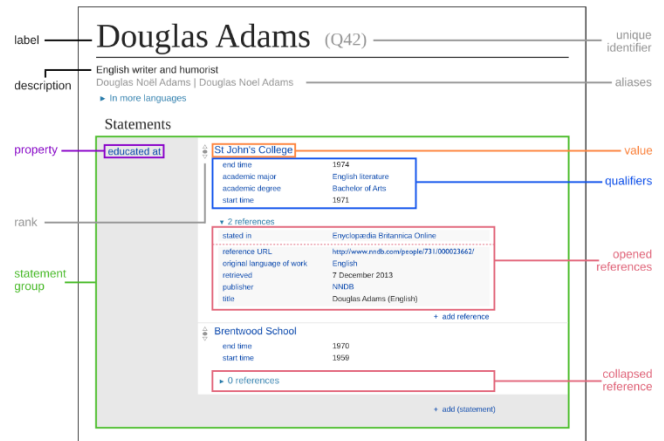 label
Douglas Adams (Q42)
unique
identifier
description
English writer and humorist
Douglas Noël Adams | Douglas Noel Adams
aliases
► In more languages
Statements
property
educated at
St John's College
value
end time 1974
academic major English literature
academic degree Bachelor of Arts
start time 1971
qualifiers
rank
▼ 2 references
stated in Enyclopædia Britannica Online
reference URL http://www.nndb.com/people/731/000023662/
original language of work English
retrieved 7 December 2013
publisher NNDB
title Douglas Adams (English)
opened
references
statement
group
+ add reference
Brentwood School
end time 1970
start time 1959
► 0 references
collapsed
reference
+ add (statement)